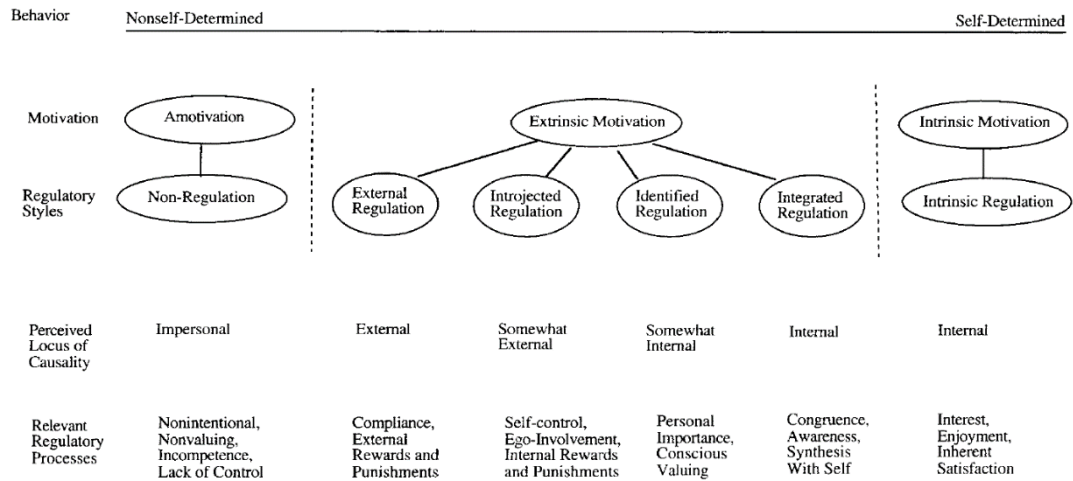 Behavior
Nonself-Determined
Self-Determined
Motivation
Amotivation
Extrinsic Motivation
Intrinsic Motivation
Regulatory
Styles
Non-Regulation
External
Regulation
Introjected
Regulation
Identified
Regulation
Integrated
Regulation
Intrinsic Regulation
Perceived
Locus of
Causality
Impersonal
External
Somewhat
External
Somewhat
Internal
Internal
Internal
Relevant
Regulatory
Processes
Nonintentional,
Nonvaluing,
Incompetence,
Lack of Control
Compliance,
External
Rewards and
Punishments
Self-control,
Ego-Involvement,
Internal Rewards
and Punishments
Personal
Importance,
Conscious
Valuing
Congruence,
Awareness,
Synthesis
With Self
Interest,
Enjoyment,
Inherent
Satisfaction